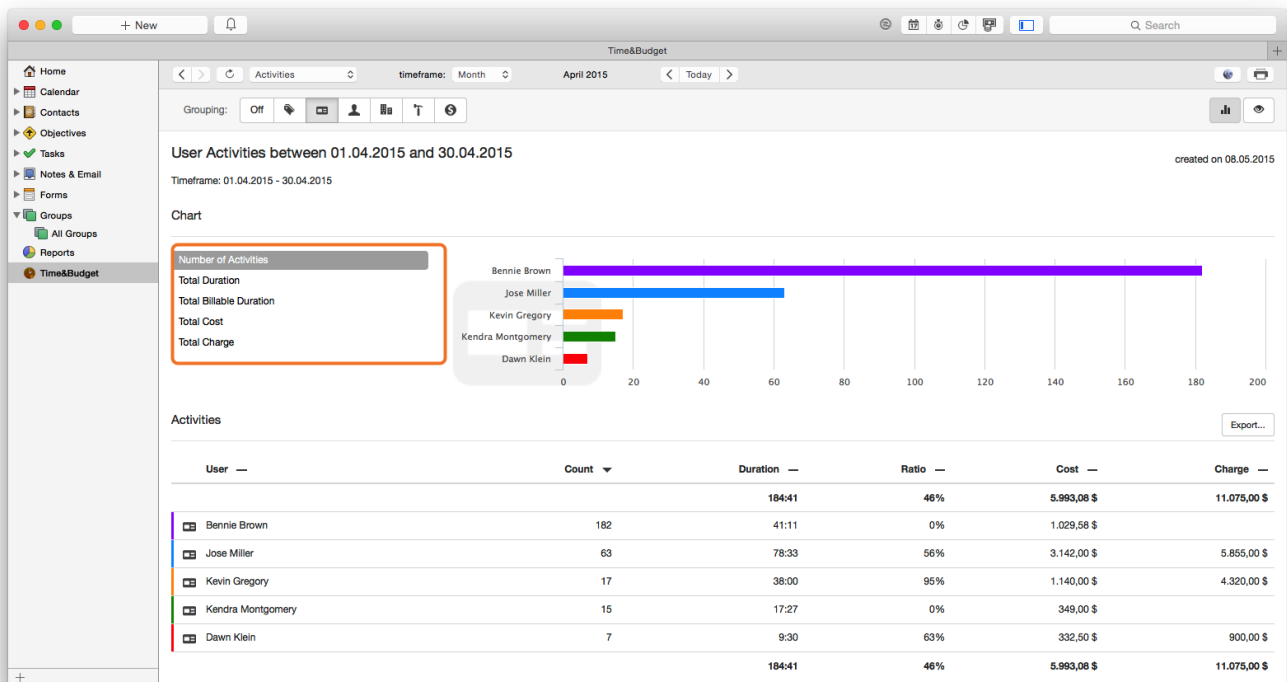 + New
Search
Time&Budget
Home
Calendar
Contacts
Objectives
Tasks
Notes & Email
Forms
Groups
All Groups
Reports
Time&Budget
Activities timeframe: Month April 2015 Today
Grouping: Off
User Activities between 01.04.2015 and 30.04.2015
created on 08.05.2015
Timeframe: 01.04.2015 - 30.04.2015
Chart
Number of Activities
Total Duration
Total Billable Duration
Total Cost
Total Charge
Bennie Brown
Jose Miller
Kevin Gregory
Kendra Montgomery
Dawn Klein
0 20 40 60 80 100 120 140 160 180 200
Activities
Export...
User Count Duration Ratio Cost Charge
184:41 46% 5.993,08 $ 11.075,00 $
Bennie Brown 182 41:11 0% 1.029,58 $
Jose Miller 63 78:33 56% 3.142,00 $ 5.855,00 $
Kevin Gregory 17 38:00 95% 1.140,00 $ 4.320,00 $
Kendra Montgomery 15 17:27 0% 349,00 $
Dawn Klein 7 9:30 63% 332,50 $ 900,00 $
184:41 46% 5.993,08 $ 11.075,00 $